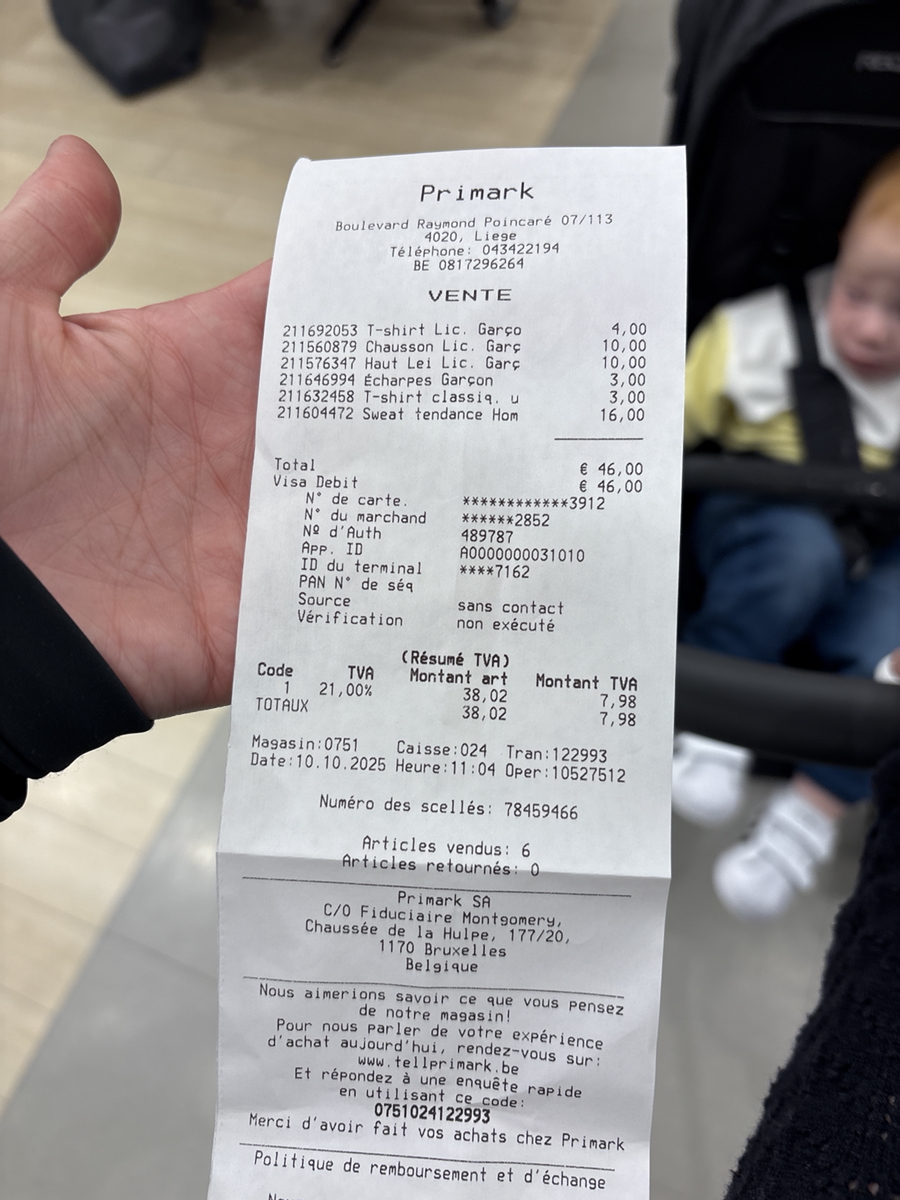 Primark
Boulevard Raymond Poincaré 07/113
4020, Liege
Téléphone: 043422194
BE 0817296264
VENTE
211692053 T-shirt Lic. Garço 4,00
211560879 Chausson Lic. Garç 10,00
211576347 Haut Lei Lic. Garç 10,00
211646994 Écharpes Garçon 3,00
211632458 T-shirt classiq. u 3,00
211604472 Sweat tendance Hom 16,00
Total € 46,00
Visa Debit € 46,00
N° de carte. ************3912
N° du marchand ******2852
Nº d'Auth 489787
App. ID A0000000031010
ID du terminal ****7162
PAN N° de séq
Source sans contact
Vérification non exécuté
(Résumé TVA)
Code TVA Montant art Montant TVA
1 21,00% 38,02 7,98
TOTAUX 38,02 7,98
Magasin:0751 Caisse:024 Tran:122993
Date:10.10.2025 Heure:11:04 Oper:10527512
Numéro des scellés: 78459466
Articles vendus: 6
Articles retournés: 0
Primark SA
C/O Fiduciaire Montgomery,
Chaussée de la Hulpe, 177/20,
1170 Bruxelles
Belgique
Nous aimerions savoir ce que vous pensez
de notre magasin!
Pour nous parler de votre expérience
d'achat aujourd'hui, rendez-vous sur:
www.tellprimark.be
Et répondez à une enquête rapide
en utilisant ce code:
0751024122993
Merci d'avoir fait vos achats chez Primark
Politique de remboursement et d'échange